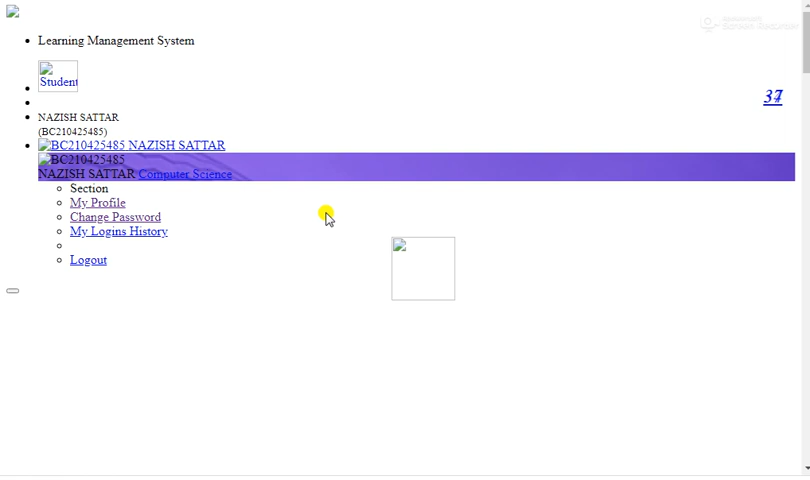 Learning Management System
Student
37
NAZISH SATTAR
(BC210425485)
BC210425485 NAZISH SATTAR
BC210425485
NAZISH SATTAR Computer Science
Section
My Profile
Change Password
My Logins History
Logout